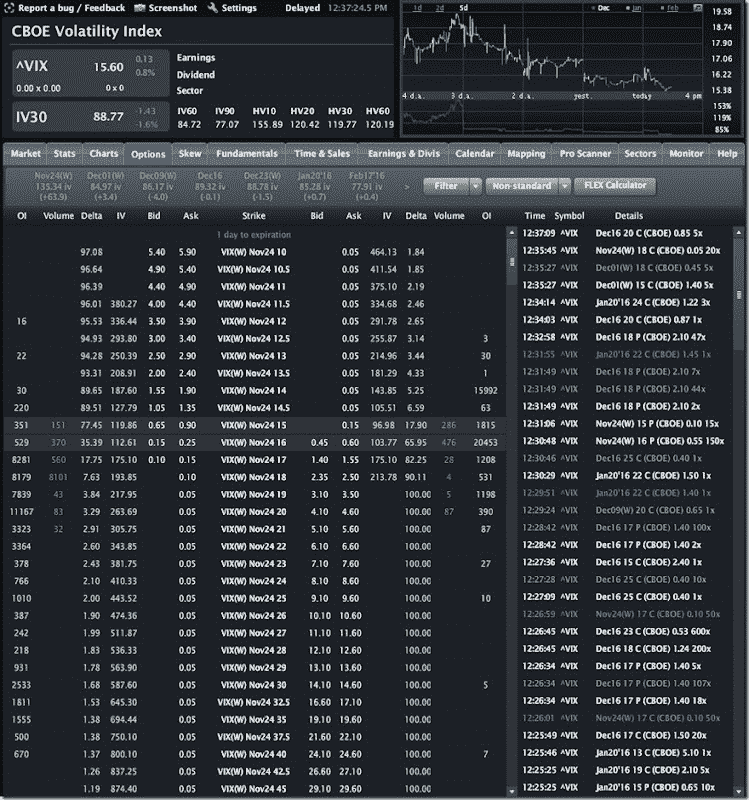 Report a bug / Feedback Screenshot Settings Delayed 12:37:24.5 PM
CBOE Volatility Index
^VIX 15.60 0.13
0.8%
0.00 x 0.00 0 x 0
IV30 88.77 -1.43
-1.6%
Earnings
Dividend
Sector
IV60 IV90 HV10 HV20 HV30 HV60
84.72 77.07 155.89 120.42 119.77 120.19
1d 2d 5d Dec Jan Feb
19.58
18.74
17.90
17.06
16.22
15.38
4 d.a. 3 d.a. 2 d.a. yest. today 4 pm
153%
119%
85%
Market Stats Charts Options Skew Fundamentals Time & Sales Earnings & Divis Calendar Mapping Pro Scanner Sectors Monitor Help
Nov24(W) Dec01(W) Dec09(W) Dec16 Dec23(W) Jan20'16 Feb17'16
135.34 iv 84.97 iv 86.17 iv 89.32 iv 88.78 iv 85.28 iv 77.91 iv
(+63.9) (+3.4) (-4.0) (-0.1) (-1.5) (+0.7) (+0.4)
> Filter Non-standard FLEX Calculator
OI Volume Delta IV Bid Ask Strike Bid Ask IV Delta Volume OI
1 day to expiration
97.08 5.40 5.90 VIX(W) Nov24 10 0.05 464.13 1.84
96.64 4.90 5.40 VIX(W) Nov24 10.5 0.05 411.54 1.85
96.39 4.40 4.90 VIX(W) Nov24 11 0.05 375.10 2.19
96.01 380.27 4.00 4.40 VIX(W) Nov24 11.5 0.05 334.68 2.46
16 95.53 336.44 3.50 3.90 VIX(W) Nov24 12 0.05 291.78 2.65
94.93 293.80 3.00 3.40 VIX(W) Nov24 12.5 0.05 255.87 3.14 3
22 94.28 250.39 2.50 2.90 VIX(W) Nov24 13 0.05 214.96 3.44 30
93.31 208.91 2.00 2.40 VIX(W) Nov24 13.5 0.05 181.29 4.33 1
30 89.65 187.60 1.55 1.90 VIX(W) Nov24 14 0.05 143.85 5.25 15992
220 89.51 127.79 1.05 1.35 VIX(W) Nov24 14.5 0.05 105.51 6.59 63
351 151 77.45 119.86 0.65 0.90 VIX(W) Nov24 15 0.15 96.98 17.90 286 1815
529 370 35.39 112.61 0.15 0.25 VIX(W) Nov24 16 0.45 0.60 103.77 65.95 476 20453
8281 560 17.75 175.10 0.10 0.15 VIX(W) Nov24 17 1.40 1.55 175.10 82.25 28 1208
8179 8101 7.63 193.85 0.10 VIX(W) Nov24 18 2.35 2.50 213.78 90.11 4 531
7839 43 3.84 217.95 0.05 VIX(W) Nov24 19 3.10 3.50 100.00 5 1198
11167 83 3.29 263.69 0.05 VIX(W) Nov24 20 4.10 4.60 100.00 87 390
3323 32 2.91 305.75 0.05 VIX(W) Nov24 21 5.10 5.60 100.00 87
3364 2.60 343.85 0.05 VIX(W) Nov24 22 6.10 6.60 100.00
378 2.43 381.75 0.05 VIX(W) Nov24 23 7.10 7.60 100.00 27
766 2.10 410.33 0.05 VIX(W) Nov24 24 8.10 8.60 100.00
1010 2.00 443.52 0.05 VIX(W) Nov24 25 9.10 9.60 100.00 10
387 1.90 474.36 0.05 VIX(W) Nov24 26 10.10 10.60 100.00
242 1.99 511.87 0.05 VIX(W) Nov24 27 11.10 11.60 100.00
218 1.83 536.33 0.05 VIX(W) Nov24 28 12.10 12.60 100.00
931 1.78 563.90 0.05 VIX(W) Nov24 29 13.10 13.60 100.00
2533 1.68 587.60 0.05 VIX(W) Nov24 30 14.10 14.60 100.00 5
1811 1.53 645.30 0.05 VIX(W) Nov24 32.5 16.60 17.10 100.00
1555 1.38 694.44 0.05 VIX(W) Nov24 35 19.10 19.60 100.00
500 1.38 750.10 0.05 VIX(W) Nov24 37.5 21.60 22.10 100.00
670 1.37 800.10 0.05 VIX(W) Nov24 40 24.10 24.60 100.00 7
1.26 837.25 0.05 VIX(W) Nov24 42.5 26.60 27.10 100.00
1.19 874.40 0.05 VIX(W) Nov24 45 29.10 29.60 100.00
Time Symbol Details
12:37:09 ^VIX Dec16 20 C (CBOE) 0.85 5x
12:35:45 ^VIX Nov24(W) 18 C (CBOE) 0.05 20x
12:35:27 ^VIX Dec01(W) 18 C (CBOE) 0.45 5x
12:35:27 ^VIX Dec01(W) 15 C (CBOE) 1.40 5x
12:34:14 ^VIX Jan20'16 24 C (CBOE) 1.22 3x
12:34:03 ^VIX Dec16 20 C (CBOE) 0.87 1x
12:32:58 ^VIX Dec16 18 P (CBOE) 2.10 47x
12:31:55 ^VIX Jan20'16 22 C (CBOE) 1.45 1x
12:31:49 ^VIX Dec16 18 P (CBOE) 2.10 7x
12:31:49 ^VIX Dec16 18 P (CBOE) 2.10 44x
12:31:49 ^VIX Dec16 18 P (CBOE) 2.10 2x
12:31:06 ^VIX Nov24(W) 15 P (CBOE) 0.10 15x
12:30:48 ^VIX Nov24(W) 16 P (CBOE) 0.55 150x
12:30:46 ^VIX Dec16 25 C (CBOE) 0.40 1x
12:30:29 ^VIX Jan20'16 22 C (CBOE) 1.50 1x
12:29:51 ^VIX Jan20'16 22 C (CBOE) 1.40 1x
12:29:24 ^VIX Dec09(W) 20 C (CBOE) 0.65 1x
12:28:42 ^VIX Dec16 17 P (CBOE) 1.40 100x
12:28:42 ^VIX Dec16 17 P (CBOE) 1.40 2x
12:27:36 ^VIX Dec16 15 C (CBOE) 2.40 1x
12:27:28 ^VIX Dec16 25 C (CBOE) 0.40 10x
12:27:09 ^VIX Dec16 25 C (CBOE) 0.40 1x
12:26:59 ^VIX Nov24(W) 17 C (CBOE) 0.10 50x
12:26:45 ^VIX Dec16 23 C (CBOE) 0.53 600x
12:26:45 ^VIX Dec16 18 C (CBOE) 1.24 200x
12:26:34 ^VIX Dec16 17 P (CBOE) 1.40 5x
12:26:34 ^VIX Dec16 17 P (CBOE) 1.40 107x
12:26:34 ^VIX Dec16 17 P (CBOE) 1.40 18x
12:26:01 ^VIX Nov24(W) 17 C (CBOE) 0.10 50x
12:25:49 ^VIX Dec16 17 C (CBOE) 1.50 20x
12:25:46 ^VIX Jan20'16 13 C (CBOE) 5.10 1x
12:25:25 ^VIX Jan20'16 19 C (CBOE) 2.10 5x
12:25:25 ^VIX Jan20'16 15 P (CBOE) 1.10 8x